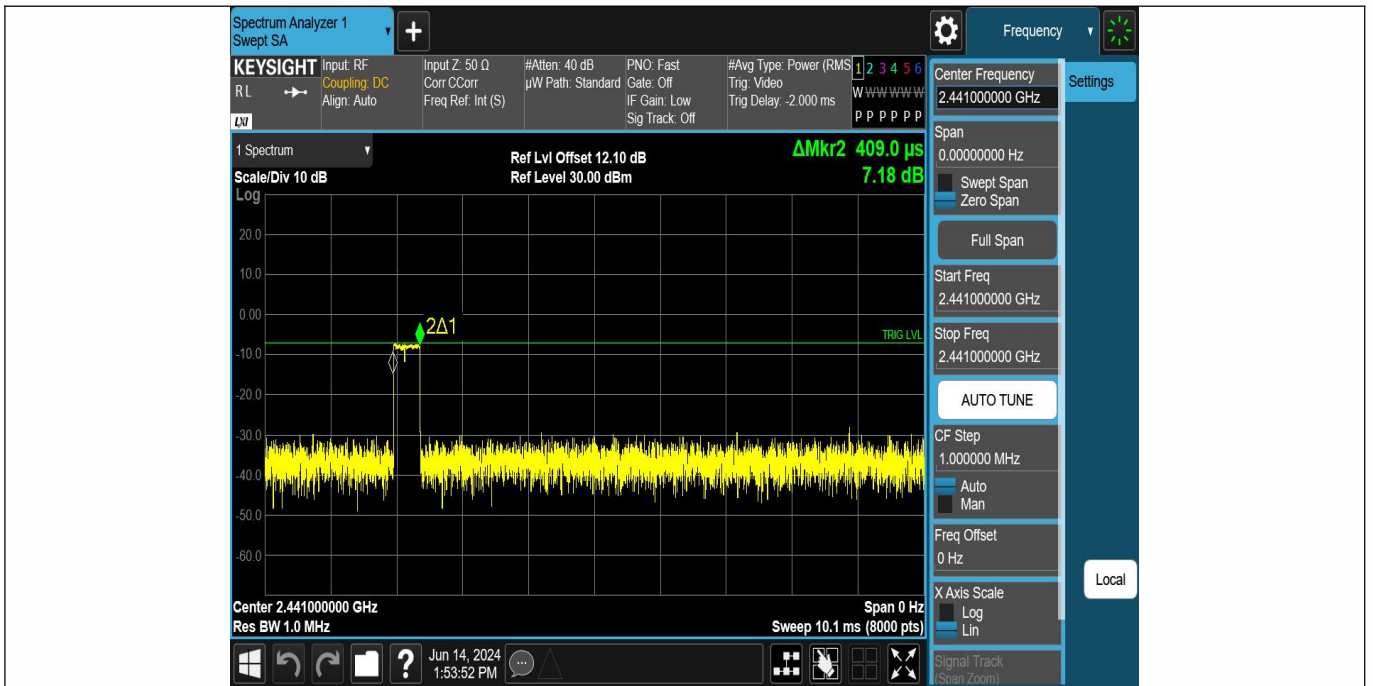 Spectrum Analyzer 1
Swept SA
Frequency
KEYSIGHT
RL
LXI
Input: RF
Coupling: DC
Align: Auto
Input Z: 50 Ω
Corr CCorr
Freq Ref: Int (S)
#Atten: 40 dB
µW Path: Standard
PNO: Fast
Gate: Off
IF Gain: Low
Sig Track: Off
#Avg Type: Power (RMS
Trig: Video
Trig Delay: -2.000 ms
1 2 3 4 5 6
W W W W W W
P P P P P P
1 Spectrum
Scale/Div 10 dB
Ref Lvl Offset 12.10 dB
Ref Level 30.00 dBm
ΔMkr2 409.0 µs
7.18 dB
Log
20.0
10.0
0.00
-10.0
-20.0
-30.0
-40.0
-50.0
-60.0
2Δ1
TRIG LVL
Center 2.441000000 GHz
Res BW 1.0 MHz
Span 0 Hz
Sweep 10.1 ms (8000 pts)
Center Frequency
2.441000000 GHz
Settings
Span
0.00000000 Hz
Swept Span
Zero Span
Full Span
Start Freq
2.441000000 GHz
Stop Freq
2.441000000 GHz
AUTO TUNE
CF Step
1.000000 MHz
Auto
Man
Freq Offset
0 Hz
Local
X Axis Scale
Log
Lin
Signal Track
(Span Zoom)
?
Jun 14, 2024
1:53:52 PM